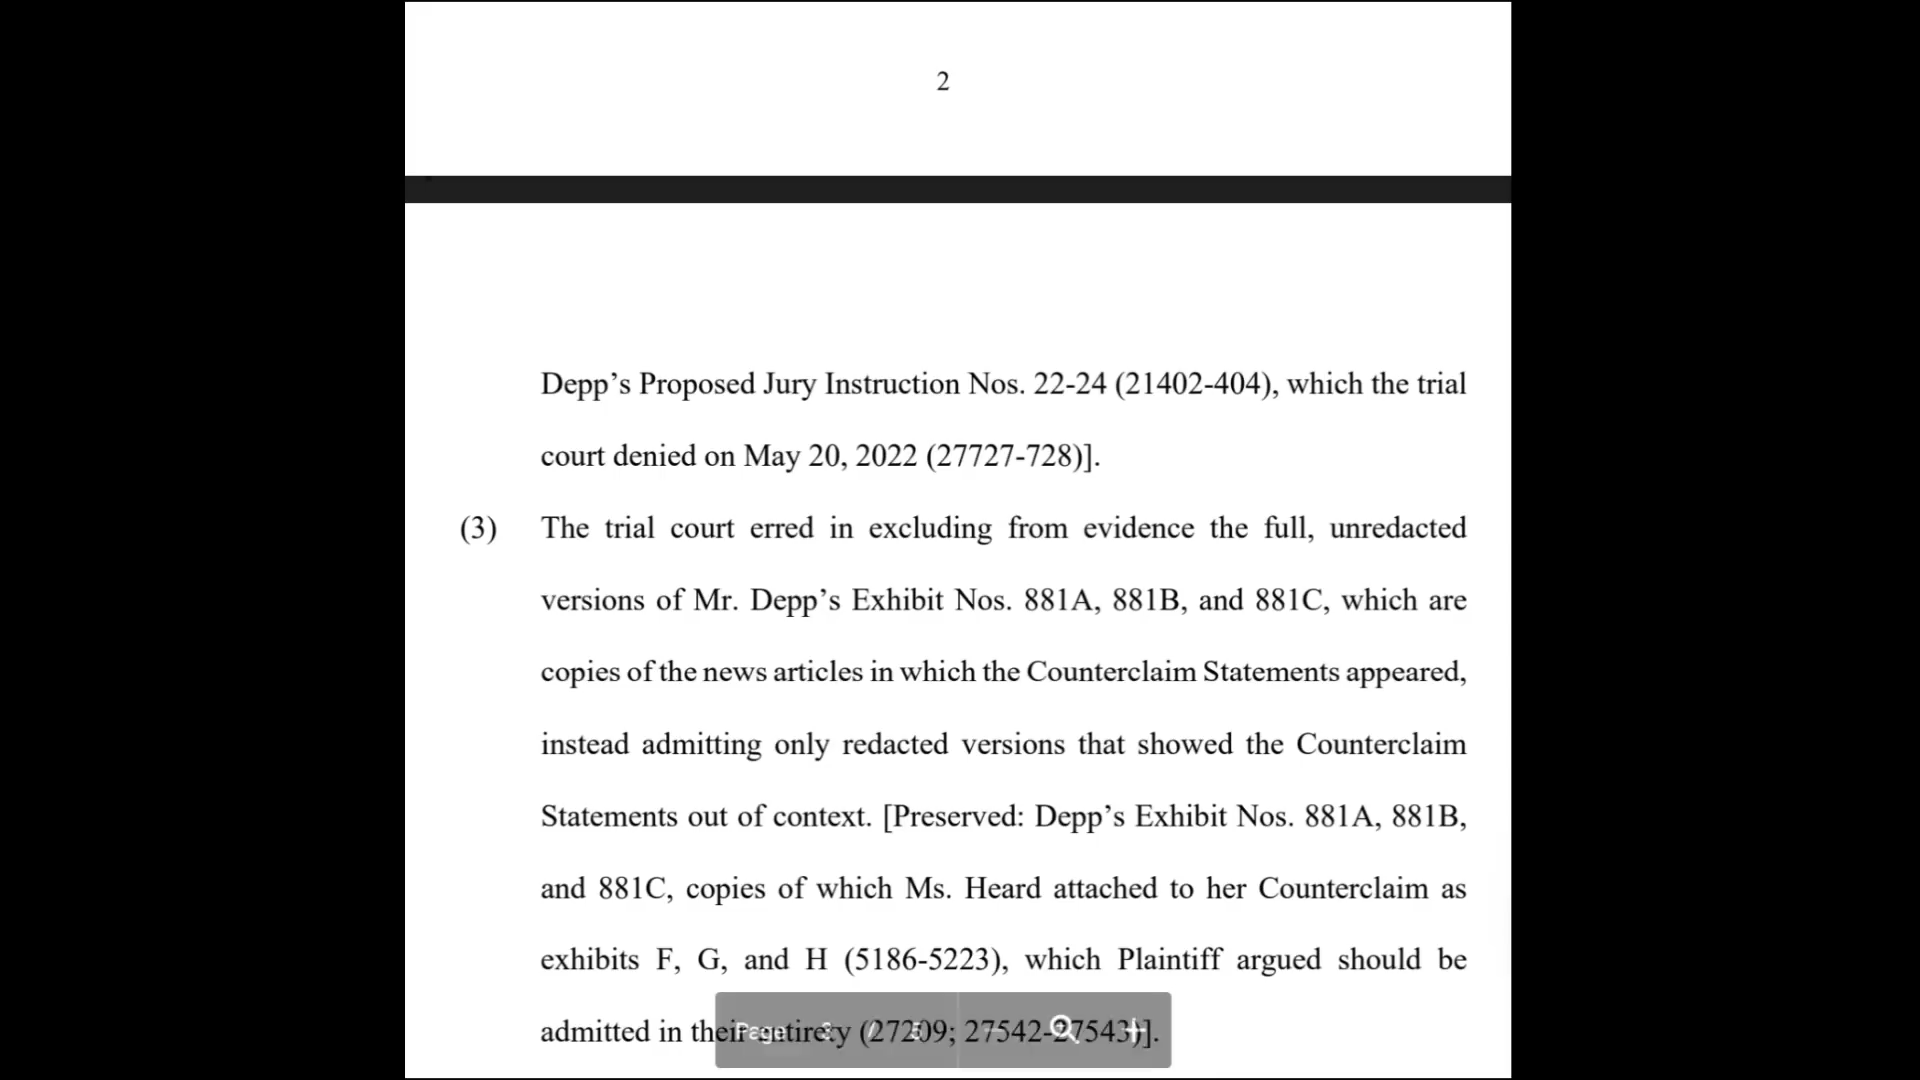 2
Depp’s Proposed Jury Instruction Nos. 22-24 (21402-404), which the trial
court denied on May 20, 2022 (27727-728)].
(3) The trial court erred in excluding from evidence the full, unredacted
versions of Mr. Depp’s Exhibit Nos. 881A, 881B, and 881C, which are
copies of the news articles in which the Counterclaim Statements appeared,
instead admitting only redacted versions that showed the Counterclaim
Statements out of context. [Preserved: Depp’s Exhibit Nos. 881A, 881B,
and 881C, copies of which Ms. Heard attached to her Counterclaim as
exhibits F, G, and H (5186-5223), which Plaintiff argued should be
admitted in their entirety (27209; 27542-27543)].
Page /